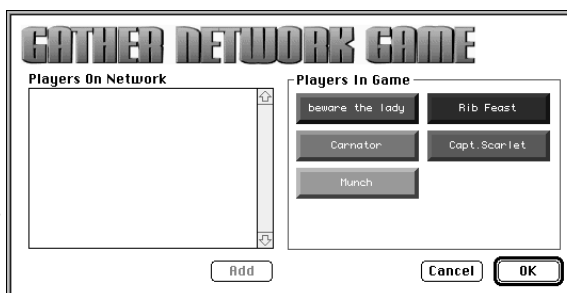 GATHER NETWORK GAME
Players On Network
Players In Game
beware the lady
Rib Feast
Carnator
Capt.Scarlet
Munch
Add
Cancel
OK